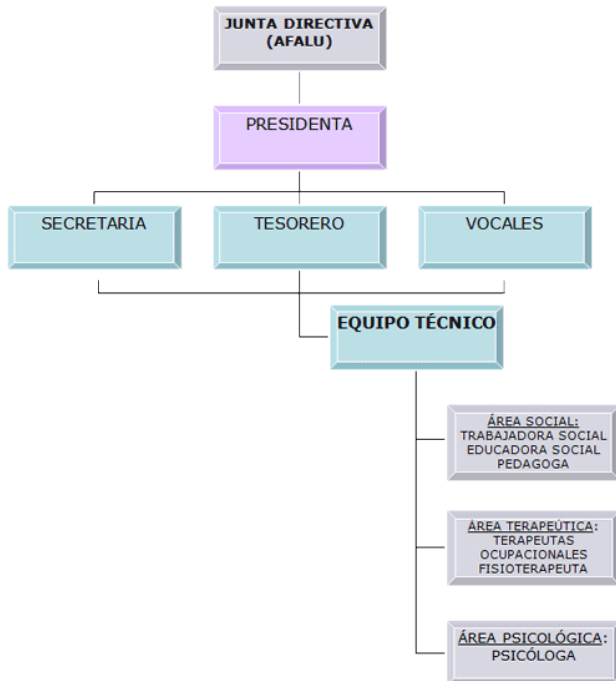 JUNTA DIRECTIVA
(AFALU)
PRESIDENTA
SECRETARIA
TESORERO
VOCALES
EQUIPO TÉCNICO
ÁREA SOCIAL:
TRABAJADORA SOCIAL
EDUCADORA SOCIAL
PEDAGOGA
ÁREA TERAPEÚTICA:
TERAPEUTAS
OCUPACIONALES
FISIOTERAPEUTA
ÁREA PSICOLÓGICA:
PSICÓLOGA